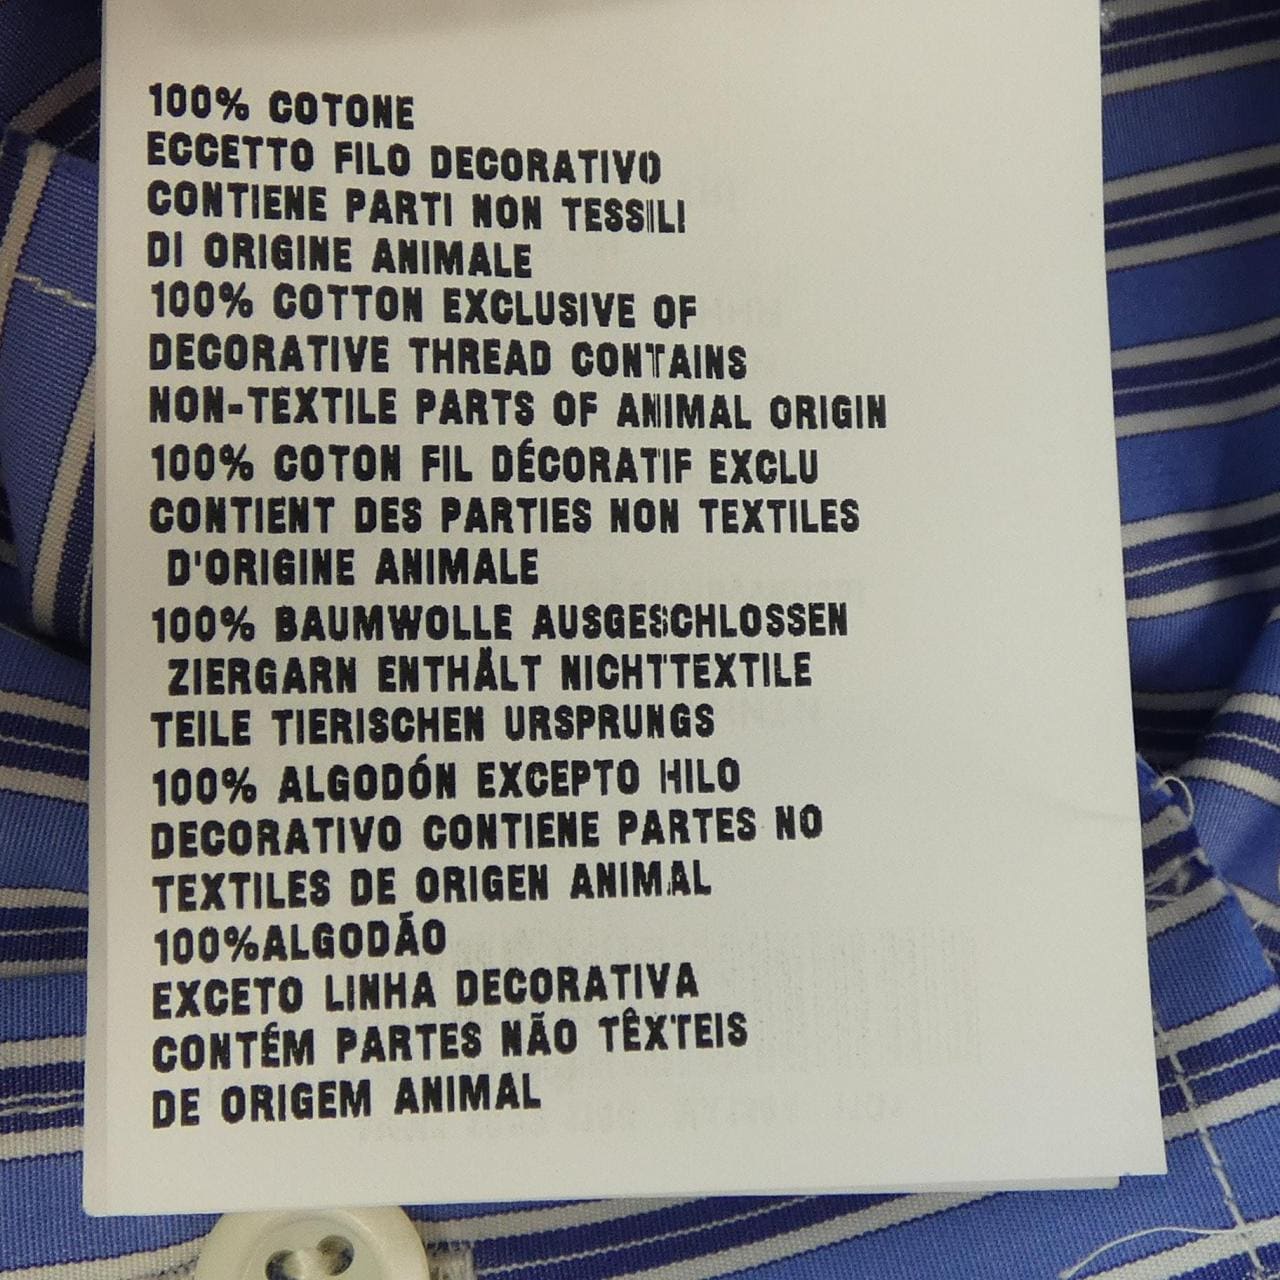 100% COTONE
ECCETTO FILO DECORATIVO
CONTIENE PARTI NON TESSILI
DI ORIGINE ANIMALE
100% COTTON EXCLUSIVE OF
DECORATIVE THREAD CONTAINS
NON-TEXTILE PARTS OF ANIMAL ORIGIN
100% COTON FIL DÉCORATIF EXCLU
CONTIENT DES PARTIES NON TEXTILES
D'ORIGINE ANIMALE
100% BAUMWOLLE AUSGESCHLOSSEN
ZIERGARN ENTHÄLT NICHTTEXTILE
TEILE TIERISCHEN URSPRUNGS
100% ALGODÓN EXCEPTO HILO
DECORATIVO CONTIENE PARTES NO
TEXTILES DE ORIGEN ANIMAL
100%ALGODÃO
EXCETO LINHA DECORATIVA
CONTÉM PARTES NÃO TÊXTEIS
DE ORIGEM ANIMAL